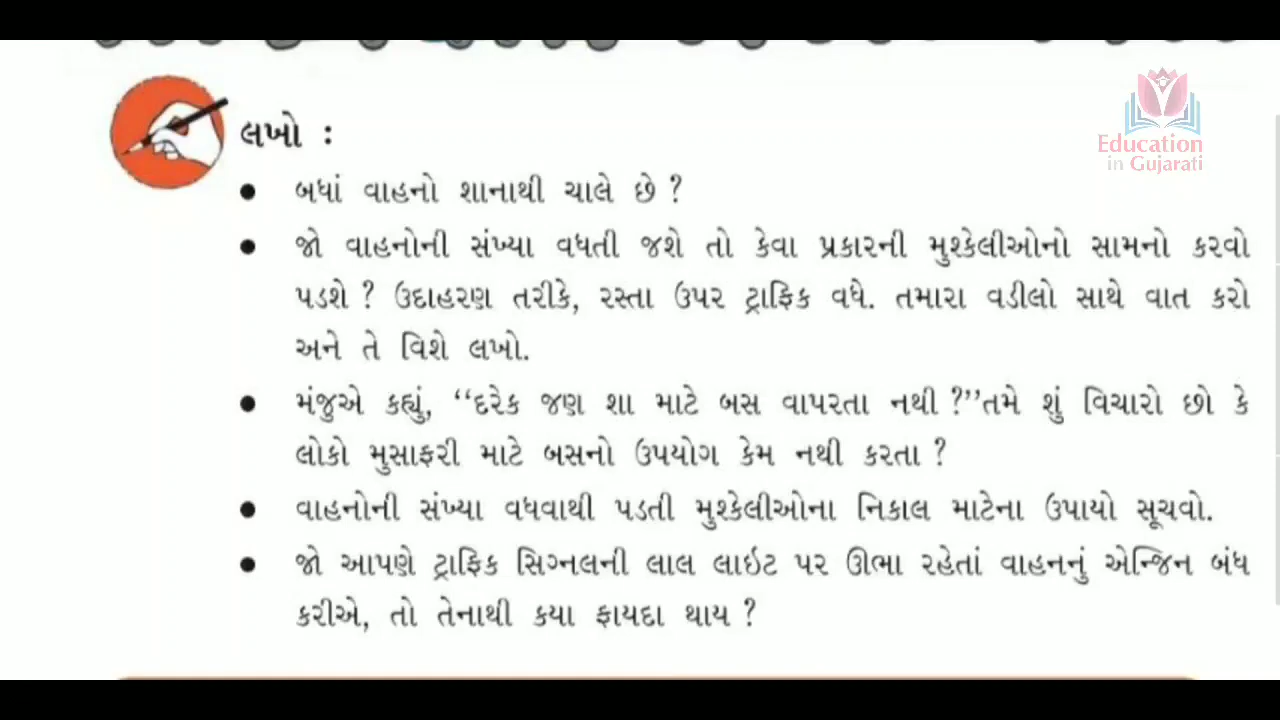 Education
in Gujarati
લખો :
● બધાં વાહનો શાનાથી ચાલે છે ?
● જો વાહનોની સંખ્યા વધતી જશે તો કેવા પ્રકારની મુશ્કેલીઓનો સામનો કરવો
પડશે ? ઉદાહરણ તરીકે, રસ્તા ઉપર ટ્રાફિક વધે. તમારા વડીલો સાથે વાત કરો
અને તે વિશે લખો.
● મંજુએ કહ્યું, “દરેક જણ શા માટે બસ વાપરતા નથી ?”તમે શું વિચારો છો કે
લોકો મુસાફરી માટે બસનો ઉપયોગ કેમ નથી કરતા ?
● વાહનોની સંખ્યા વધવાથી પડતી મુશ્કેલીઓના નિકાલ માટેના ઉપાયો સૂચવો.
● જો આપણે ટ્રાફિક સિગ્નલની લાલ લાઇટ પર ઊભા રહેતાં વાહનનું એન્જિન બંધ
કરીએ, તો તેનાથી કયા ફાયદા થાય ?